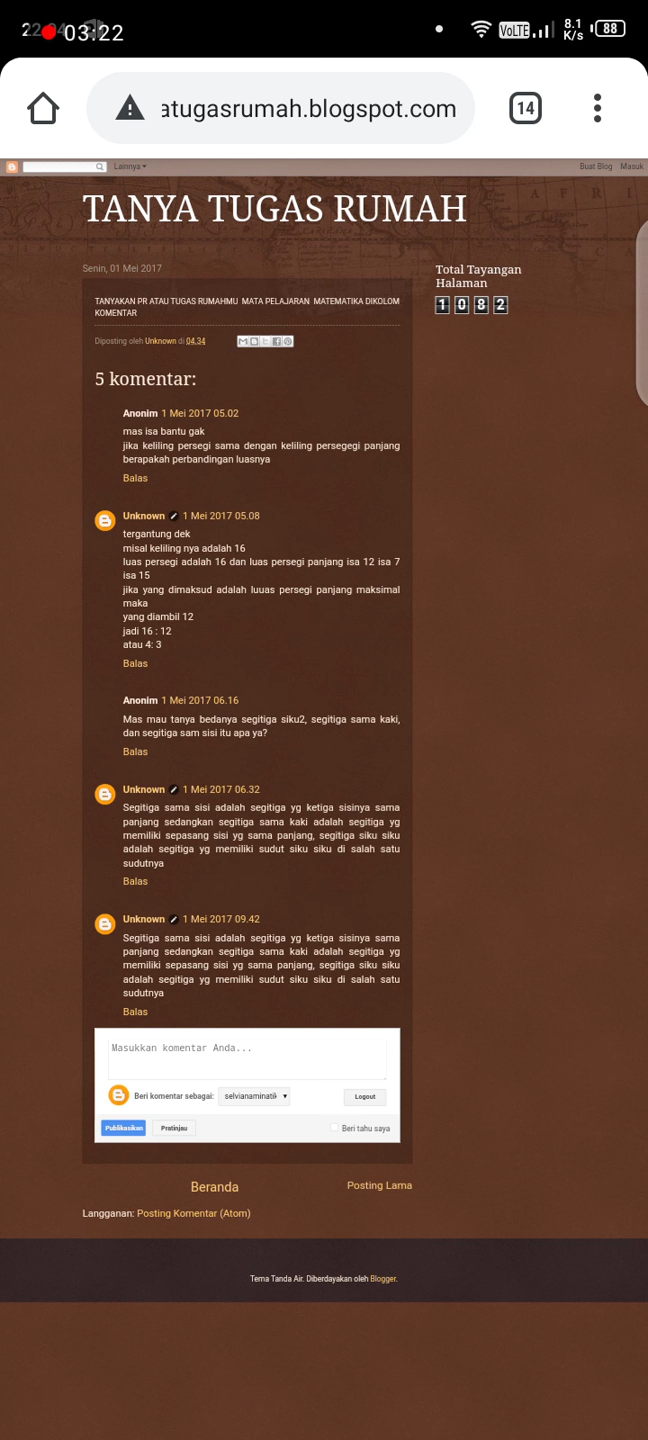 03:22
VoLTE
8.1
K/s
88
atugasrumah.blogspot.com
14
Lainnya
Buat Blog Masuk
A F R I
TANYA TUGAS RUMAH
Senin, 01 Mei 2017
TANYAKAN PR ATAU TUGAS RUMAHMU MATA PELAJARAN MATEMATIKA DIKOLOM
KOMENTAR
Diposting oleh Unknown di 04.34
5 komentar:
Anonim 1 Mei 2017 05.02
mas isa bantu gak
jika keliling persegi sama dengan keliling persegegi panjang
berapakah perbandingan luasnya
Balas
Unknown 1 Mei 2017 05.08
tergantung dek
misal keliling nya adalah 16
luas persegi adalah 16 dan luas persegi panjang isa 12 isa 7
isa 15
jika yang dimaksud adalah luuas persegi panjang maksimal
maka
yang diambil 12
jadi 16 : 12
atau 4: 3
Balas
Anonim 1 Mei 2017 06.16
Mas mau tanya bedanya segitiga siku2, segitiga sama kaki,
dan segitiga sam sisi itu apa ya?
Balas
Unknown 1 Mei 2017 06.32
Segitiga sama sisi adalah segitiga yg ketiga sisinya sama
panjang sedangkan segitiga sama kaki adalah segitiga yg
memiliki sepasang sisi yg sama panjang, segitiga siku siku
adalah segitiga yg memiliki sudut siku siku di salah satu
sudutnya
Balas
Unknown 1 Mei 2017 09.42
Segitiga sama sisi adalah segitiga yg ketiga sisinya sama
panjang sedangkan segitiga sama kaki adalah segitiga yg
memiliki sepasang sisi yg sama panjang, segitiga siku siku
adalah segitiga yg memiliki sudut siku siku di salah satu
sudutnya
Balas
Masukkan komentar Anda...
Beri komentar sebagai: selvianaminatik
Logout
Publikasikan Pratinjau
Beri tahu saya
Beranda
Posting Lama
Langganan: Posting Komentar (Atom)
Total Tayangan
Halaman
1 0 8 2
Tema Tanda Air. Diberdayakan oleh Blogger.